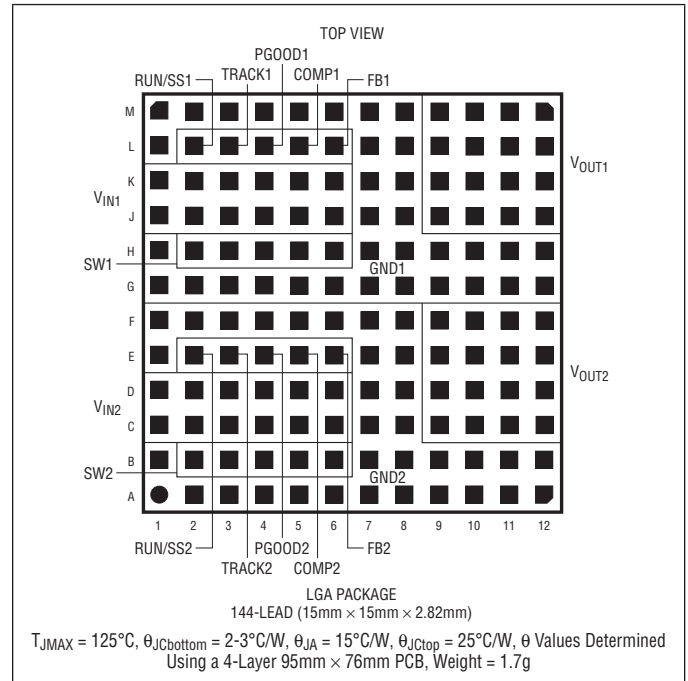 TOP VIEW
PGOOD1
RUN/SS1 TRACK1 COMP1 FB1
M
L
VOUT1
K
VIN1
J
H
SW1
GND1
G
F
E
VOUT2
D
VIN2
C
B
SW2
GND2
A
1 2 3 4 5 6 7 8 9 10 11 12
RUN/SS2 PGOOD2 FB2
TRACK2 COMP2
LGA PACKAGE
144-LEAD (15mm × 15mm × 2.82mm)
TJMAX = 125°C, θJCbottom = 2-3°C/W, θJA = 15°C/W, θJCtop = 25°C/W, θ Values Determined
Using a 4-Layer 95mm × 76mm PCB, Weight = 1.7g